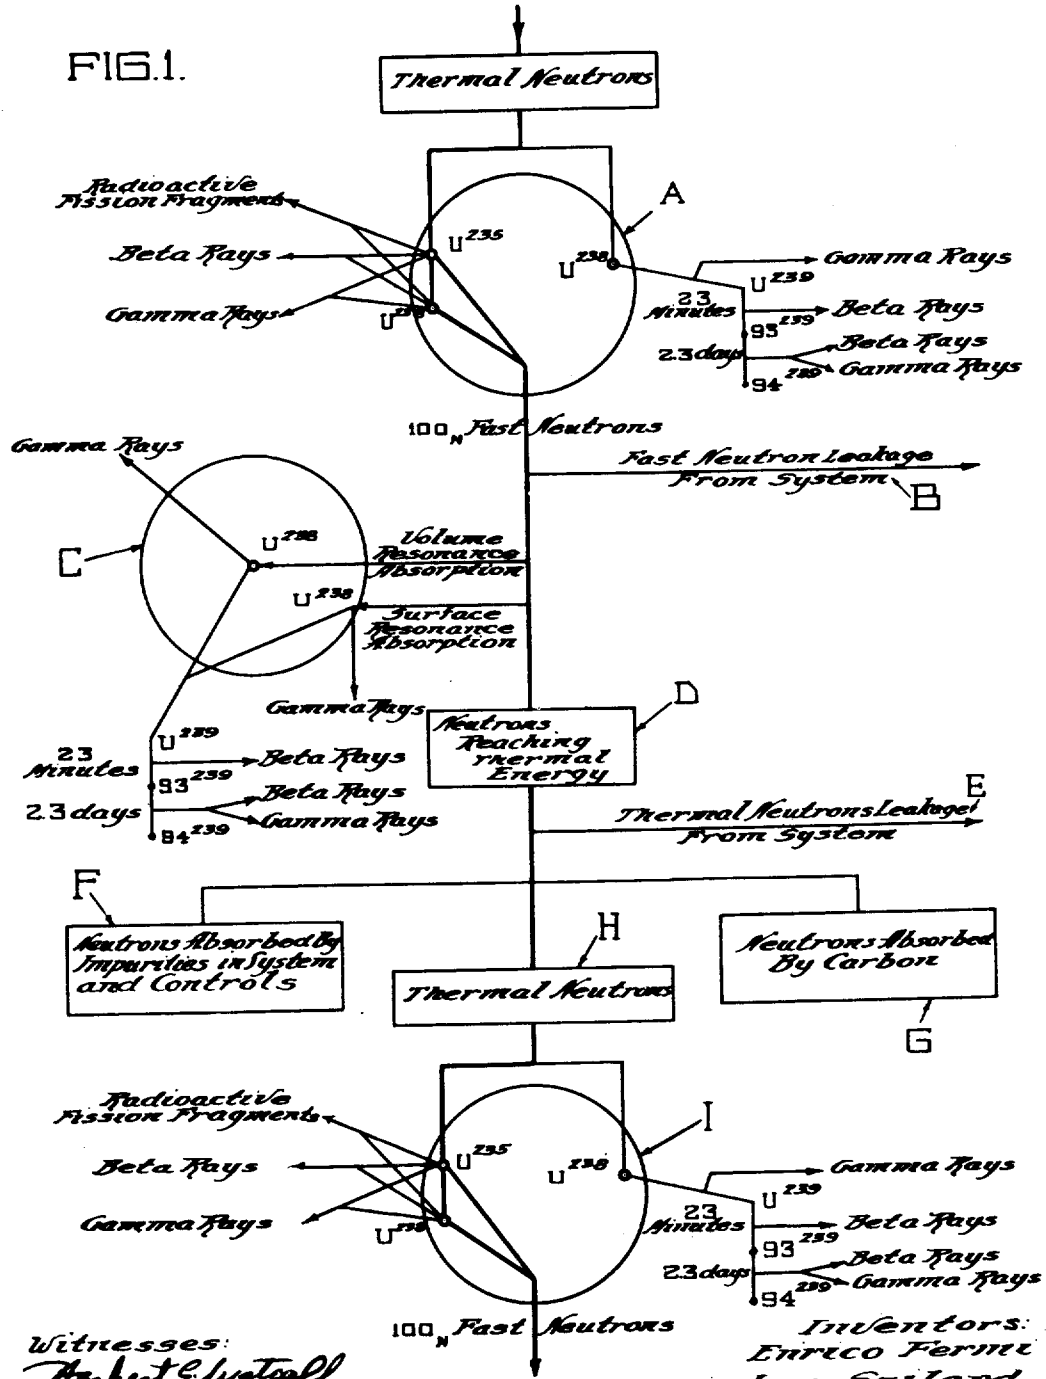 FIG.1.
Thermal Neutrons
Radioactive
Fission Fragments
Beta Rays
Gamma Rays
U235
U238
U238
A
Gamma Rays
U239
23
Minutes
Beta Rays
93239
2.3 days
Beta Rays
Gamma Rays
94239
100N Fast Neutrons
Fast Neutron Leakage
From System
B
Gamma Rays
C
U238
Volume
Resonance
Absorption
U238
Surface
Resonance
Absorption
Gamma Rays
U239
23
Minutes
Beta Rays
93239
2.3 days
Beta Rays
Gamma Rays
94239
D
Neutrons
Reaching
Thermal
Energy
E
Thermal Neutrons Leakage
From System
F
Neutrons Absorbed By
Impurities in System
and Controls
H
Thermal Neutrons
Neutrons Absorbed
By Carbon
G
Radioactive
Fission Fragments
Beta Rays
Gamma Rays
U235
U238
U238
I
Gamma Rays
U239
23
Minutes
Beta Rays
93239
2.3 days
Beta Rays
Gamma Rays
94239
100N Fast Neutrons
Witnesses:
Inventors:
Enrico Fermi
Szilard